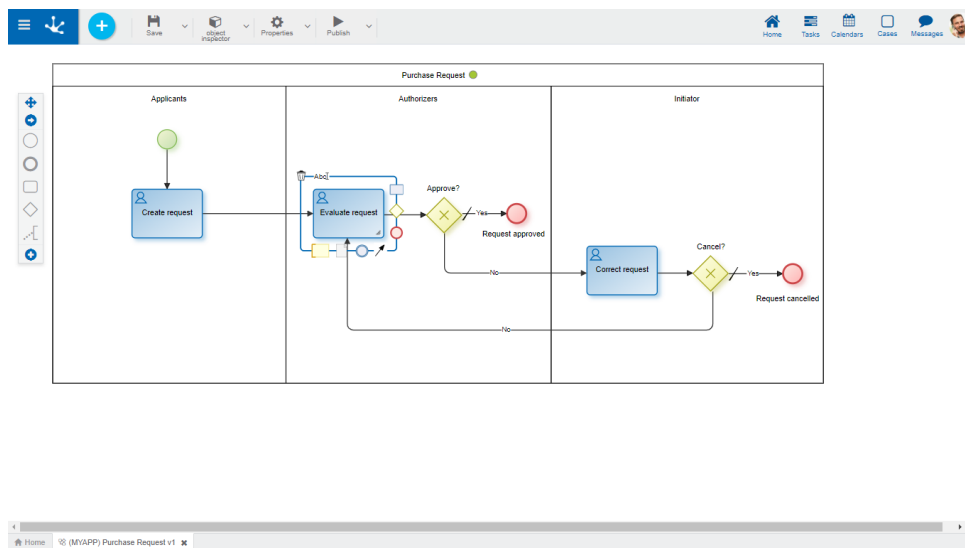 Save
object
inspector
Properties
Publish
Home
Tasks
Calendars
Cases
Messages
Purchase Request
Applicants
Authorizers
Initiator
Abc
Create request
Evaluate request
Approve?
Yes
Request approved
No
Correct request
Cancel?
Yes
Request cancelled
No
Home
(MYAPP) Purchase Request v1